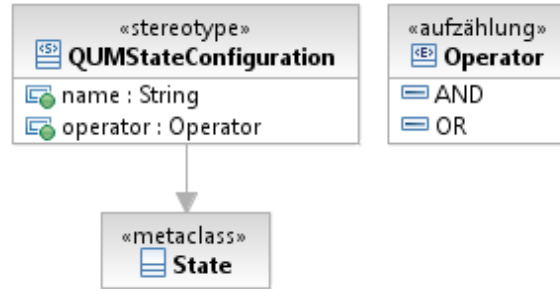 «stereotype»
QUMStateConfiguration
name : String
operator : Operator
«aufzählung»
Operator
AND
OR
«metaclass»
State